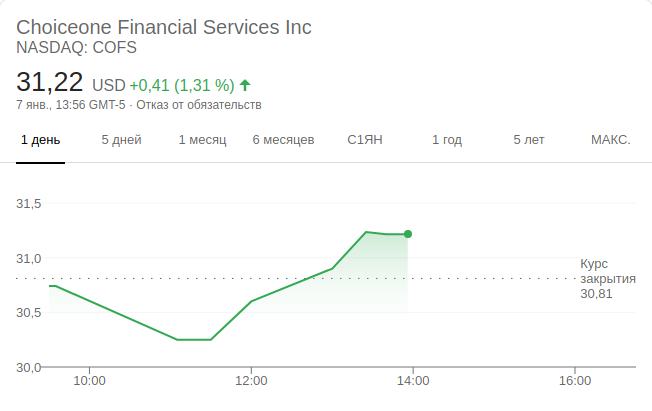 Choiceone Financial Services Inc
NASDAQ: COFS
31,22 USD +0,41 (1,31 %)
7 янв., 13:56 GMT-5 · Отказ от обязательств
1 день 5 дней 1 месяц 6 месяцев С1ЯН 1 год 5 лет МАКС.
31,5
31,0
Курс
закрытия
30,81
30,5
30,0
10:00 12:00 14:00 16:00